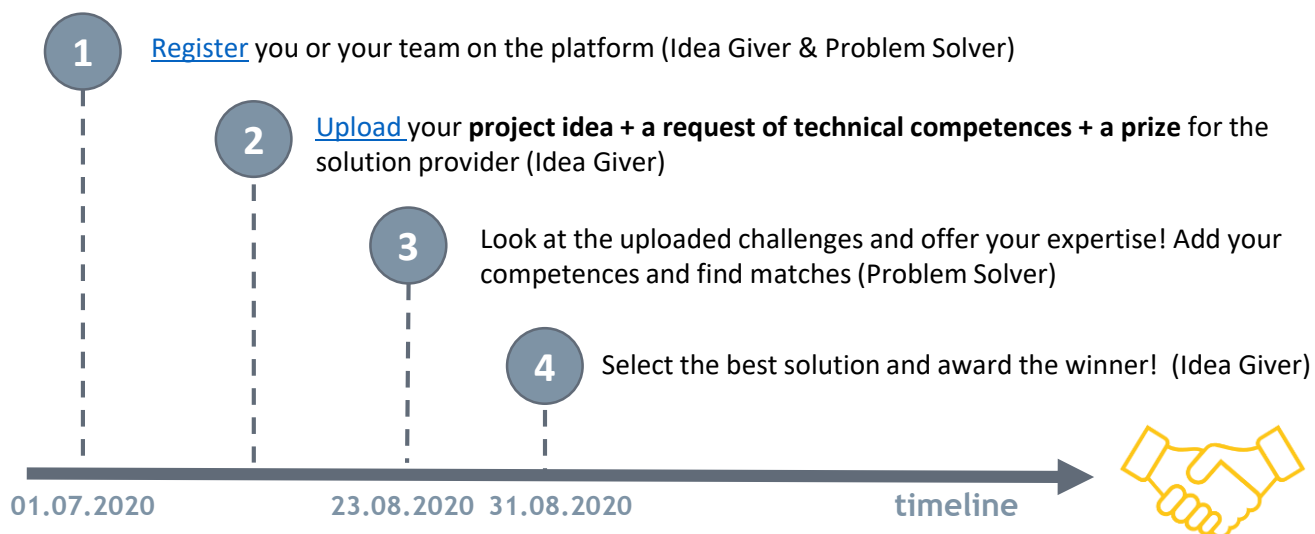 1
Register you or your team on the platform (Idea Giver & Problem Solver)
2
Upload your project idea + a request of technical competences + a prize for the
solution provider (Idea Giver)
3
Look at the uploaded challenges and offer your expertise! Add your
competences and find matches (Problem Solver)
4
Select the best solution and award the winner! (Idea Giver)
01.07.2020 23.08.2020 31.08.2020 timeline